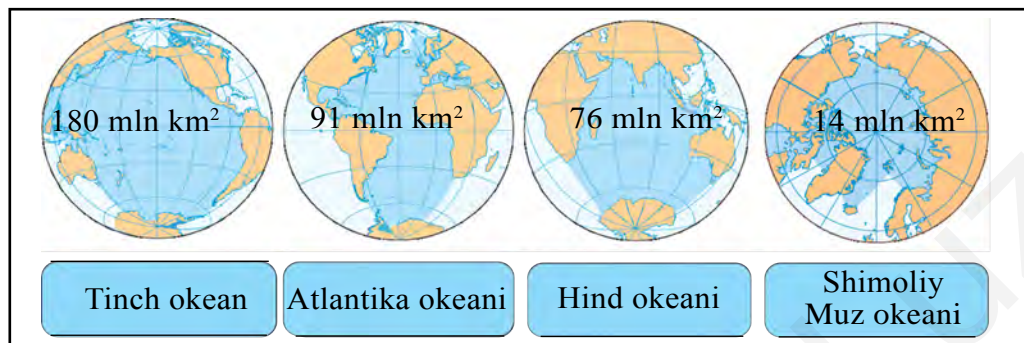 180 mln km²
91 mln km²
76 mln km²
14 mln km²
Tinch okean
Atlantika okeani
Hind okeani
Shimoliy
Muz okeani